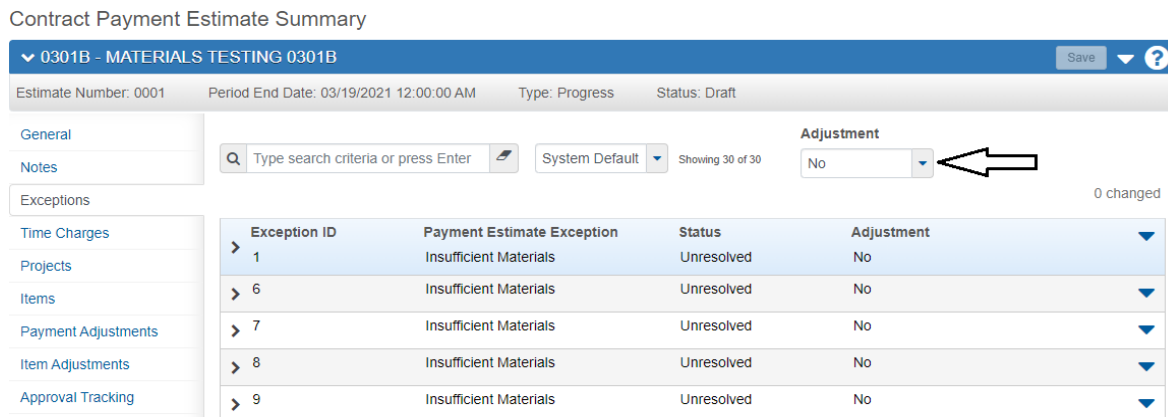 Contract Payment Estimate Summary
0301B - MATERIALS TESTING 0301B
Save
?
Estimate Number: 0001 Period End Date: 03/19/2021 12:00:00 AM Type: Progress Status: Draft
General
Notes
Exceptions
Time Charges
Projects
Items
Payment Adjustments
Item Adjustments
Approval Tracking
Adjustment
Type search criteria or press Enter System Default Showing 30 of 30 No
0 changed
Exception ID Payment Estimate Exception Status Adjustment
1 Insufficient Materials Unresolved No
6 Insufficient Materials Unresolved No
7 Insufficient Materials Unresolved No
8 Insufficient Materials Unresolved No
9 Insufficient Materials Unresolved No